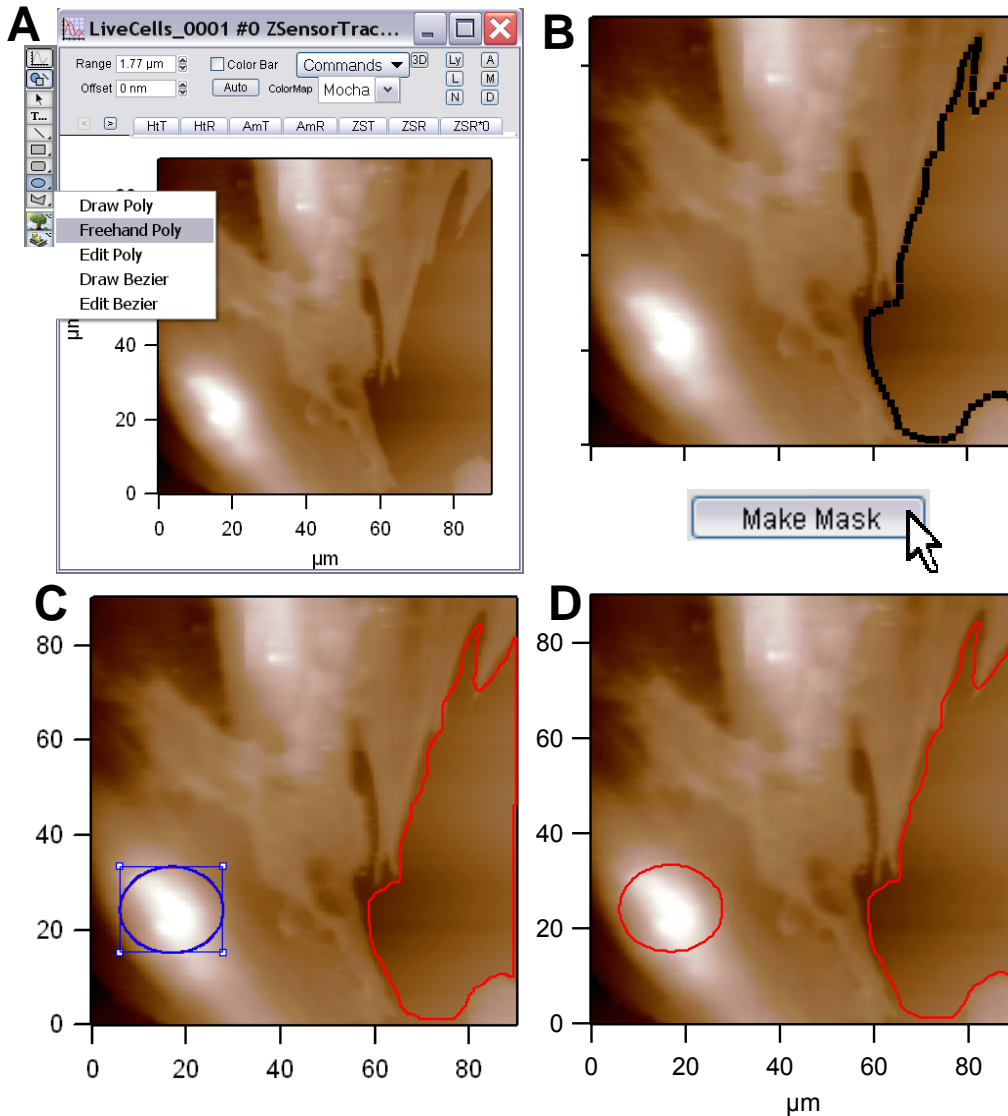 A
LiveCells_0001 #0 ZSensorTrac...
Range 1.77 µm Color Bar Commands 3D Ly A
L M
Offset 0 nm Auto ColorMap Mocha N D
< > HtT HtR AmT AmR ZST ZSR ZSR*0
T...
Draw Poly
Freehand Poly
Edit Poly
Draw Bezier
Edit Bezier
µm
40
20
0
0 20 40 60 80
µm
B
Make Mask
C
80
60
40
20
0
0 20 40 60 80
D
80
60
40
20
0
0 20 40 60 80
µm